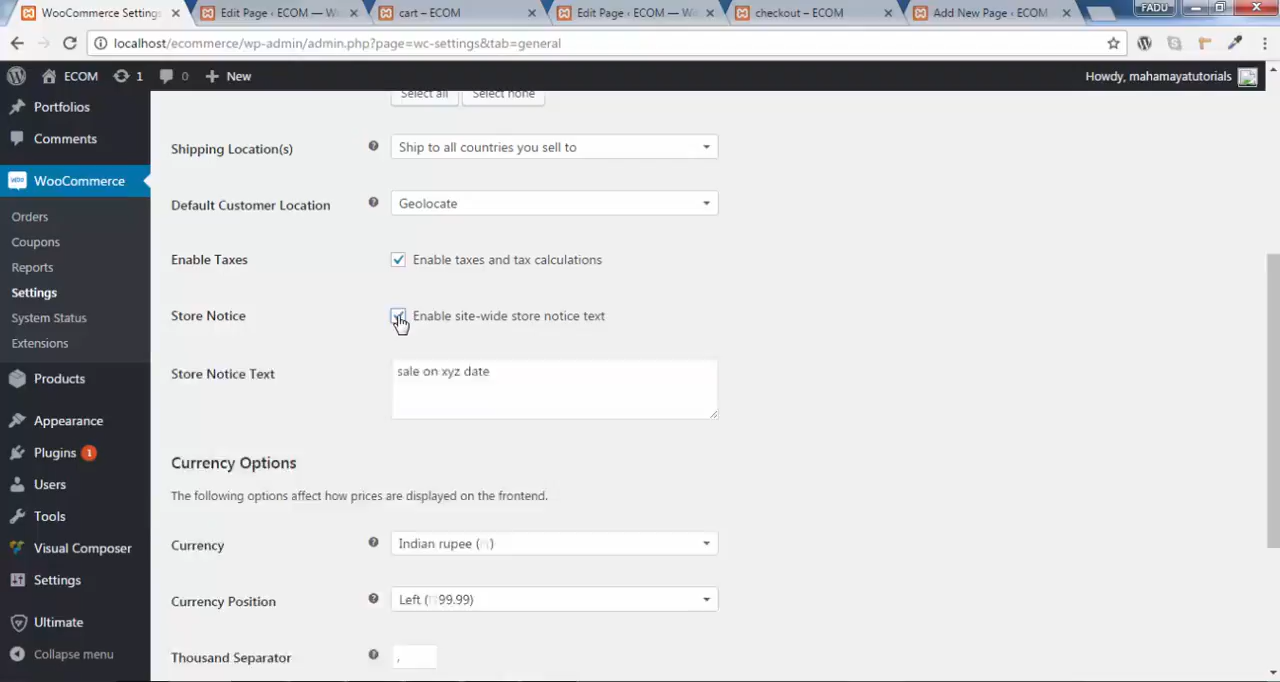 WooCommerce Settings
Edit Page ‹ ECOM — W
cart – ECOM
Edit Page ‹ ECOM — W
checkout – ECOM
Add New Page ‹ ECOM
FADU
localhost/ecommerce/wp-admin/admin.php?page=wc-settings&tab=general
ECOM
1
0
New
Howdy, mahamayatutorials
Portfolios
Comments
WooCommerce
Orders
Coupons
Reports
Settings
System Status
Extensions
Products
Appearance
Plugins 1
Users
Tools
Visual Composer
Settings
Ultimate
Collapse menu
Select all Select none
Shipping Location(s) Ship to all countries you sell to
Default Customer Location Geolocate
Enable Taxes Enable taxes and tax calculations
Store Notice Enable site-wide store notice text
Store Notice Text sale on xyz date
Currency Options
The following options affect how prices are displayed on the frontend.
Currency Indian rupee ( )
Currency Position Left ( 99.99)
Thousand Separator ,